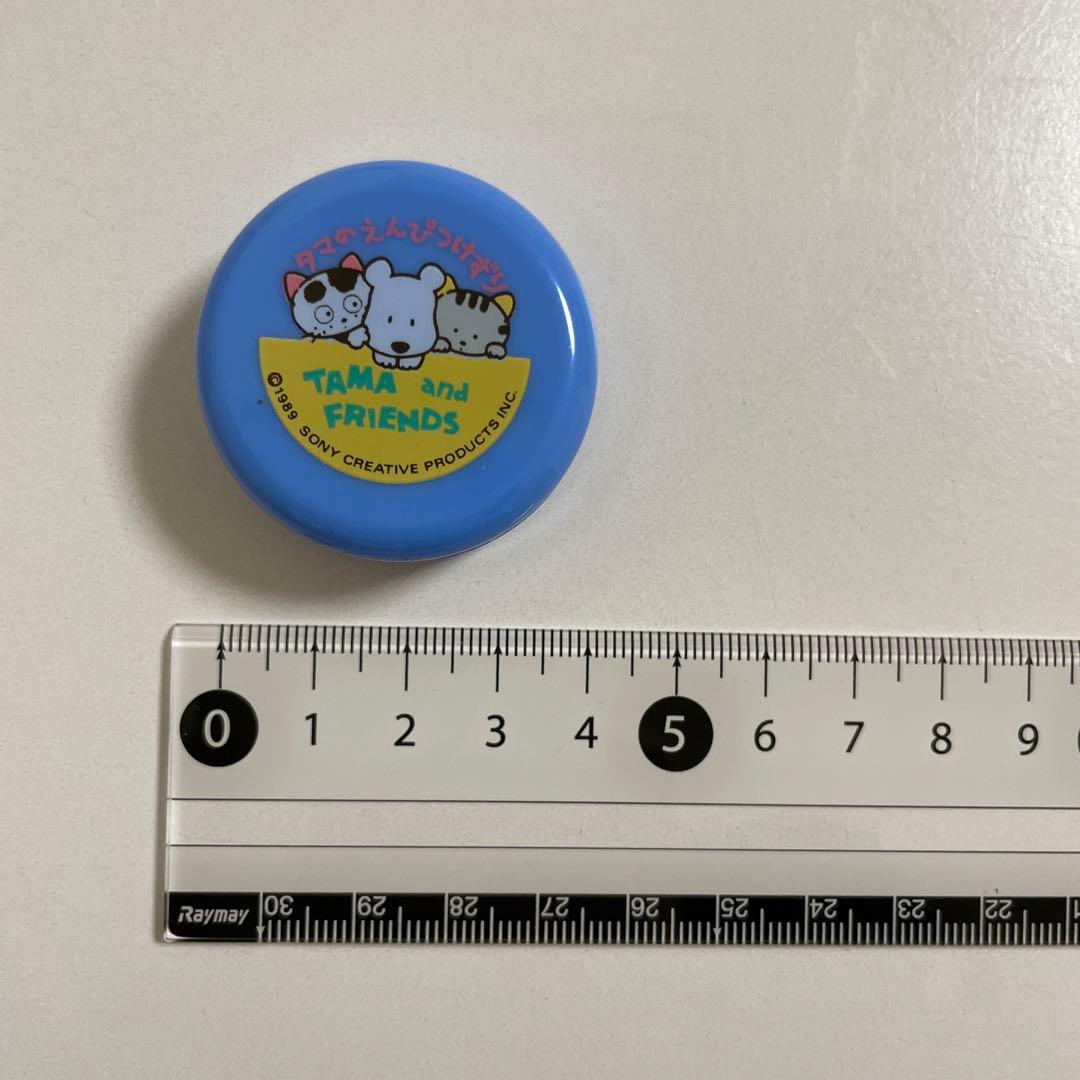 タマのえんぴつけずり
TAMA and
FRIENDS
©1989 SONY CREATIVE PRODUCTS INC.
0 1 2 3 4 5 6 7 8 9
Raymay 30 29 28 27 26 25 24 23 22